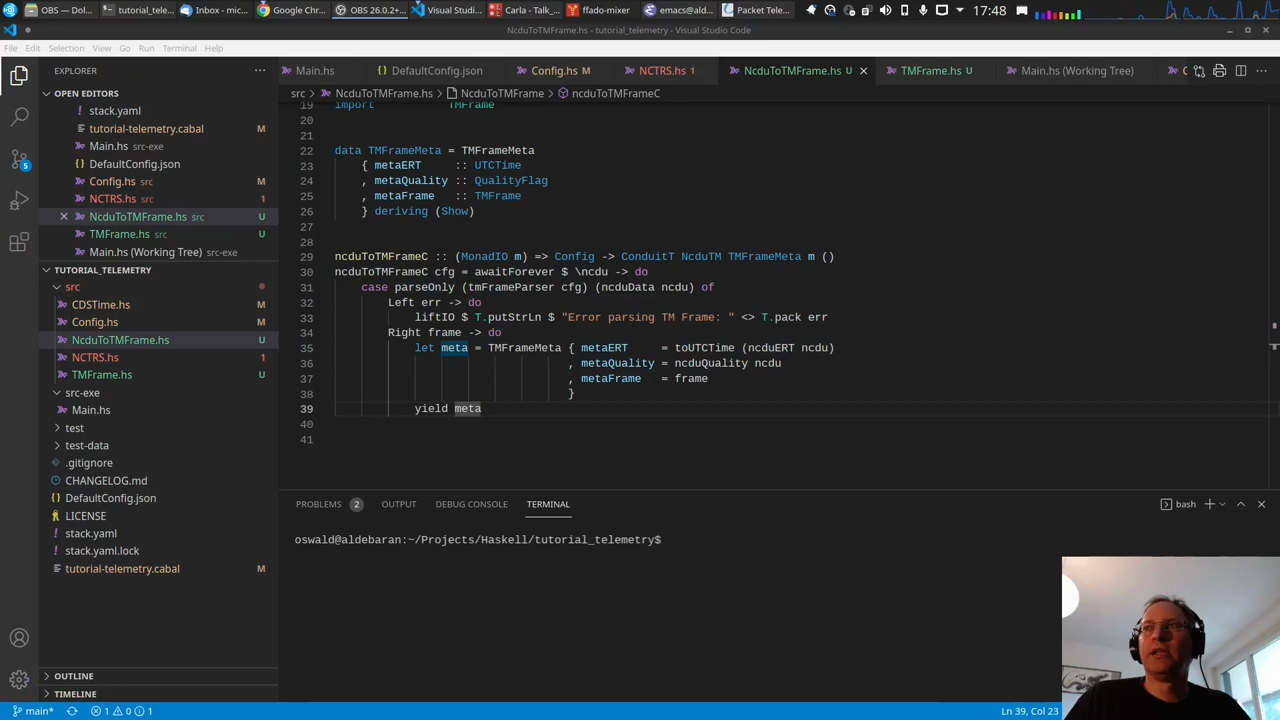 OBS — Dol...
tutorial_tele...
Inbox - mic...
Google Chr...
OBS 26.0.2+...
Visual Studi...
Carla - Talk_...
ffado-mixer
emacs@ald...
Packet Tele...
17:48
NcduToTMFrame.hs - tutorial_telemetry - Visual Studio Code
File Edit Selection View Go Run Terminal Help
EXPLORER
Main.hs
DefaultConfig.json
Config.hs M
NCTRS.hs 1
NcduToTMFrame.hs U
TMFrame.hs U
Main.hs (Working Tree)
src > NcduToTMFrame.hs > NcduToTMFrame > ncduToTMFrameC
OPEN EDITORS
stack.yaml
tutorial-telemetry.cabal M
Main.hs src-exe
DefaultConfig.json
Config.hs src M
NCTRS.hs src 1
NcduToTMFrame.hs src U
TMFrame.hs src U
Main.hs (Working Tree) src-exe
TUTORIAL_TELEMETRY
src
CDSTime.hs M
Config.hs M
NcduToTMFrame.hs U
NCTRS.hs 1
TMFrame.hs U
src-exe
Main.hs
test
test-data
.gitignore
CHANGELOG.md
DefaultConfig.json
LICENSE
stack.yaml
stack.yaml.lock
tutorial-telemetry.cabal M
OUTLINE
TIMELINE
5
19 import TMFrame
20
21
22 data TMFrameMeta = TMFrameMeta
23 { metaERT :: UTCTime
24 , metaQuality :: QualityFlag
25 , metaFrame :: TMFrame
26 } deriving (Show)
27
28
29 ncduToTMFrameC :: (MonadIO m) => Config -> ConduitT NcduTM TMFrameMeta m ()
30 ncduToTMFrameC cfg = awaitForever $ \ncdu -> do
31 case parseOnly (tmFrameParser cfg) (ncduData ncdu) of
32 Left err -> do
33 liftIO $ T.putStrLn $ "Error parsing TM Frame: " <> T.pack err
34 Right frame -> do
35 let meta = TMFrameMeta { metaERT = toUTCTime (ncduERT ncdu)
36 , metaQuality = ncduQuality ncdu
37 , metaFrame = frame
38 }
39 yield meta
40
41
PROBLEMS 2 OUTPUT DEBUG CONSOLE TERMINAL
bash
oswald@aldebaran:~/Projects/Haskell/tutorial_telemetry$
main* 1 0 1
Ln 39, Col 23